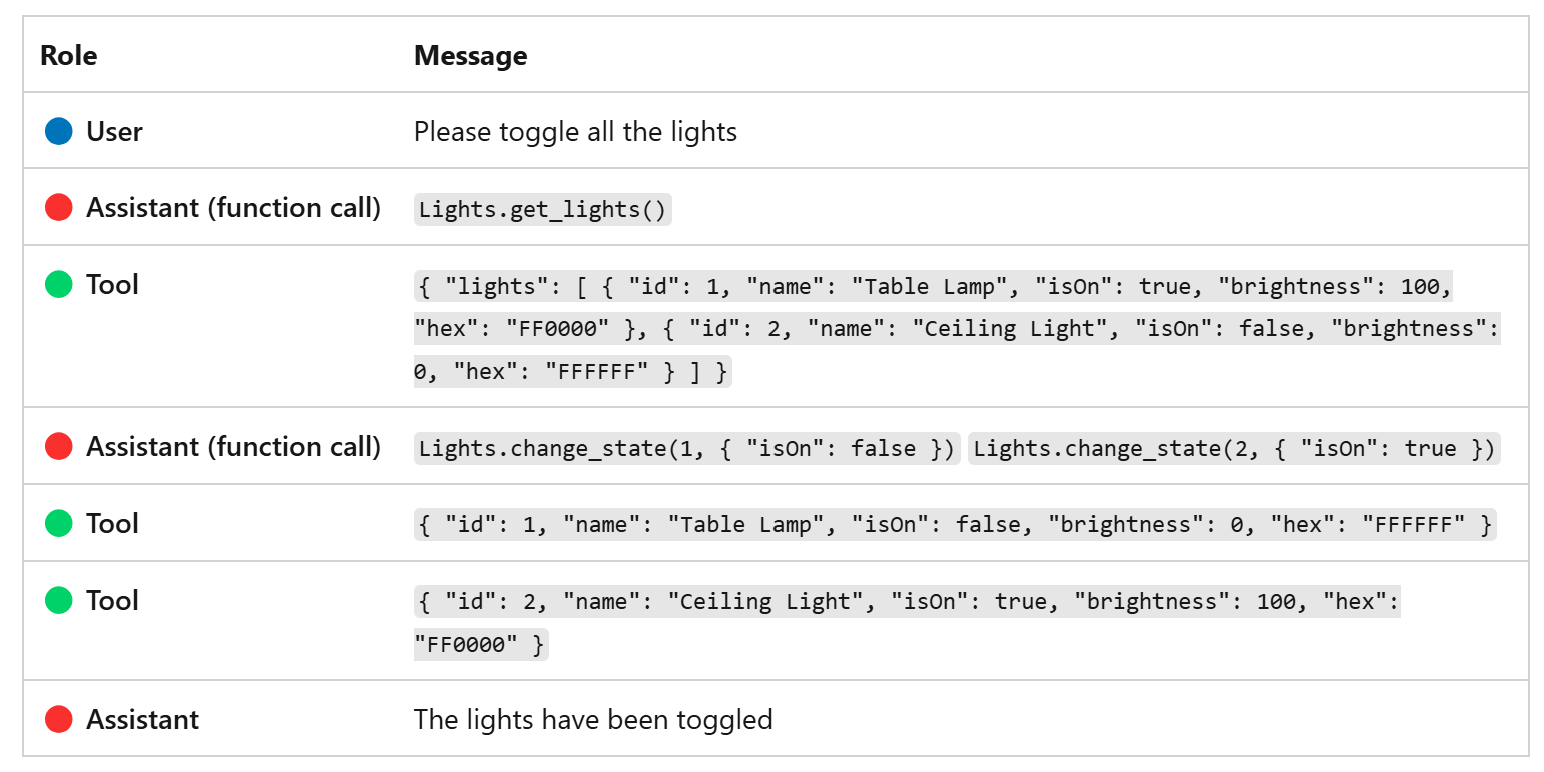 Role Message
User Please toggle all the lights
Assistant (function call) Lights.get_lights()
Tool { "lights": [ { "id": 1, "name": "Table Lamp", "isOn": true, "brightness": 100,
"hex": "FF0000" }, { "id": 2, "name": "Ceiling Light", "isOn": false, "brightness":
0, "hex": "FFFFFF" } ] }
Assistant (function call) Lights.change_state(1, { "isOn": false }) Lights.change_state(2, { "isOn": true })
Tool { "id": 1, "name": "Table Lamp", "isOn": false, "brightness": 0, "hex": "FFFFFF" }
Tool { "id": 2, "name": "Ceiling Light", "isOn": true, "brightness": 100, "hex":
"FF0000" }
Assistant The lights have been toggled